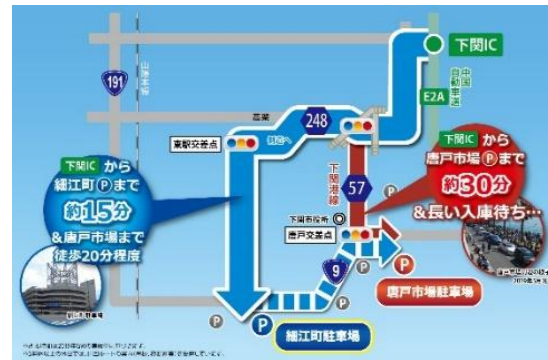 下関IC
191
山陽本線
中国
自動車道
E2A
高架
248
東駅交差点
側道へ
下関IC から
細江町 P まで
約15分
&唐戸市場まで
徒歩20分程度
下関港線
57
下関IC から
唐戸市場 P まで
約30分
&長い入庫待ち…
P
下関市役所
唐戸交差点
9
P
P
P
P
P
P
細江町駐車場
唐戸市場駐車場